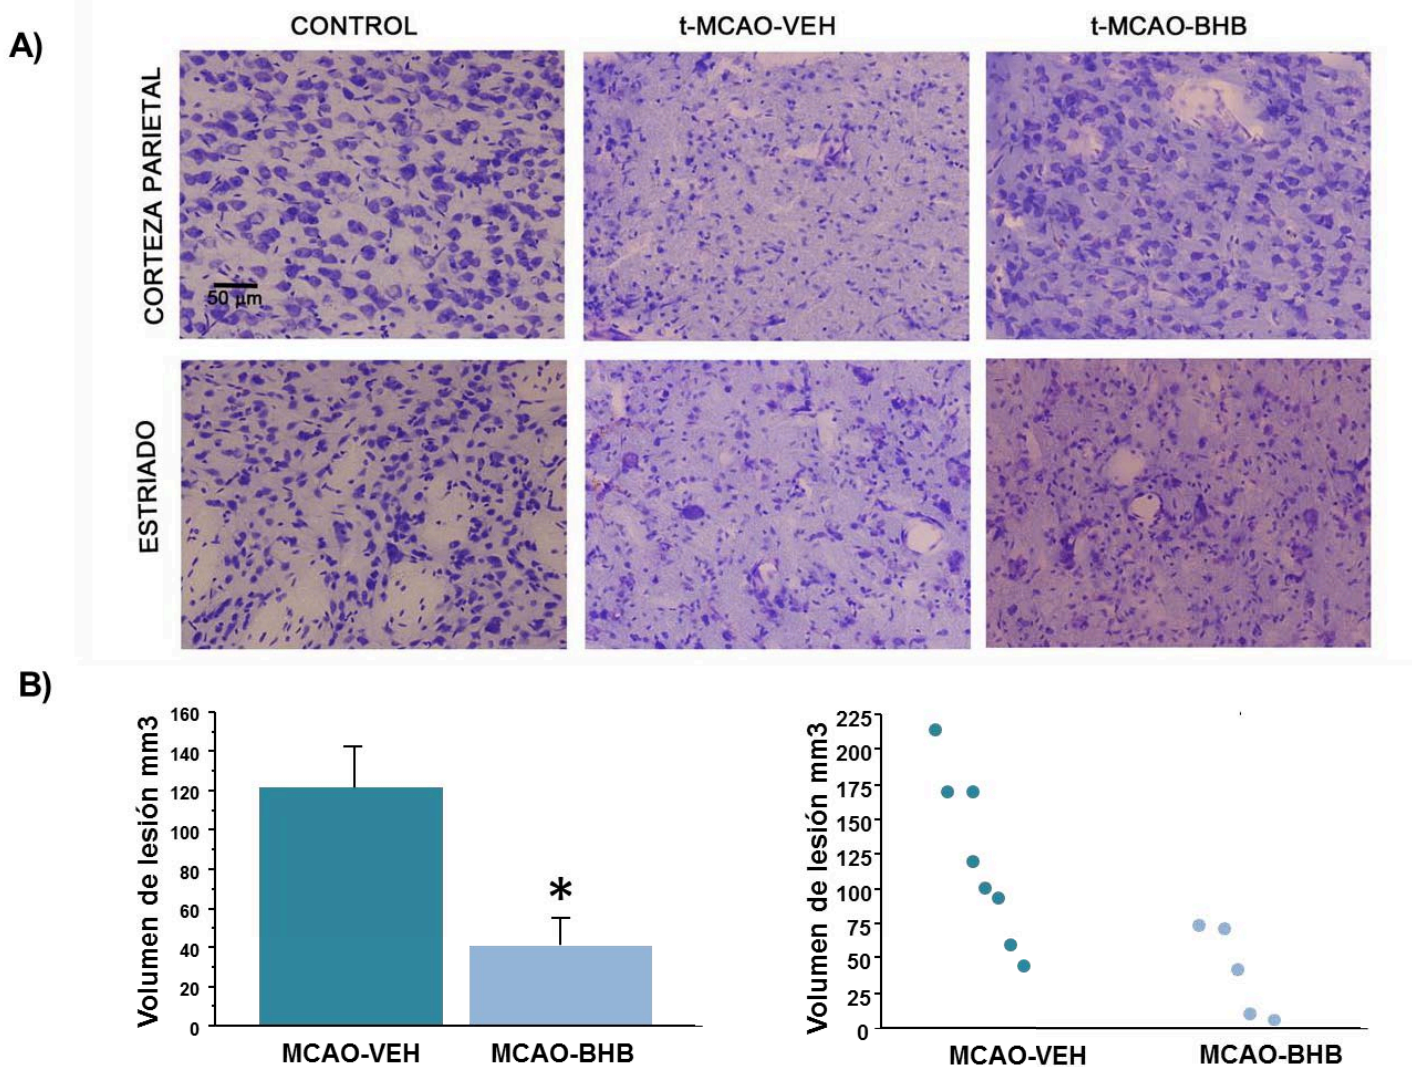 A)
CONTROL
t-MCAO-VEH
t-MCAO-BHB
CORTEZA PARIETAL
50 µm
ESTRIADO
B)
Volumen de lesión mm3
160
140
120
100
80
60
40
20
0
*
MCAO-VEH
MCAO-BHB
Volumen de lesión mm3
225
200
175
150
125
100
75
50
25
0
MCAO-VEH
MCAO-BHB